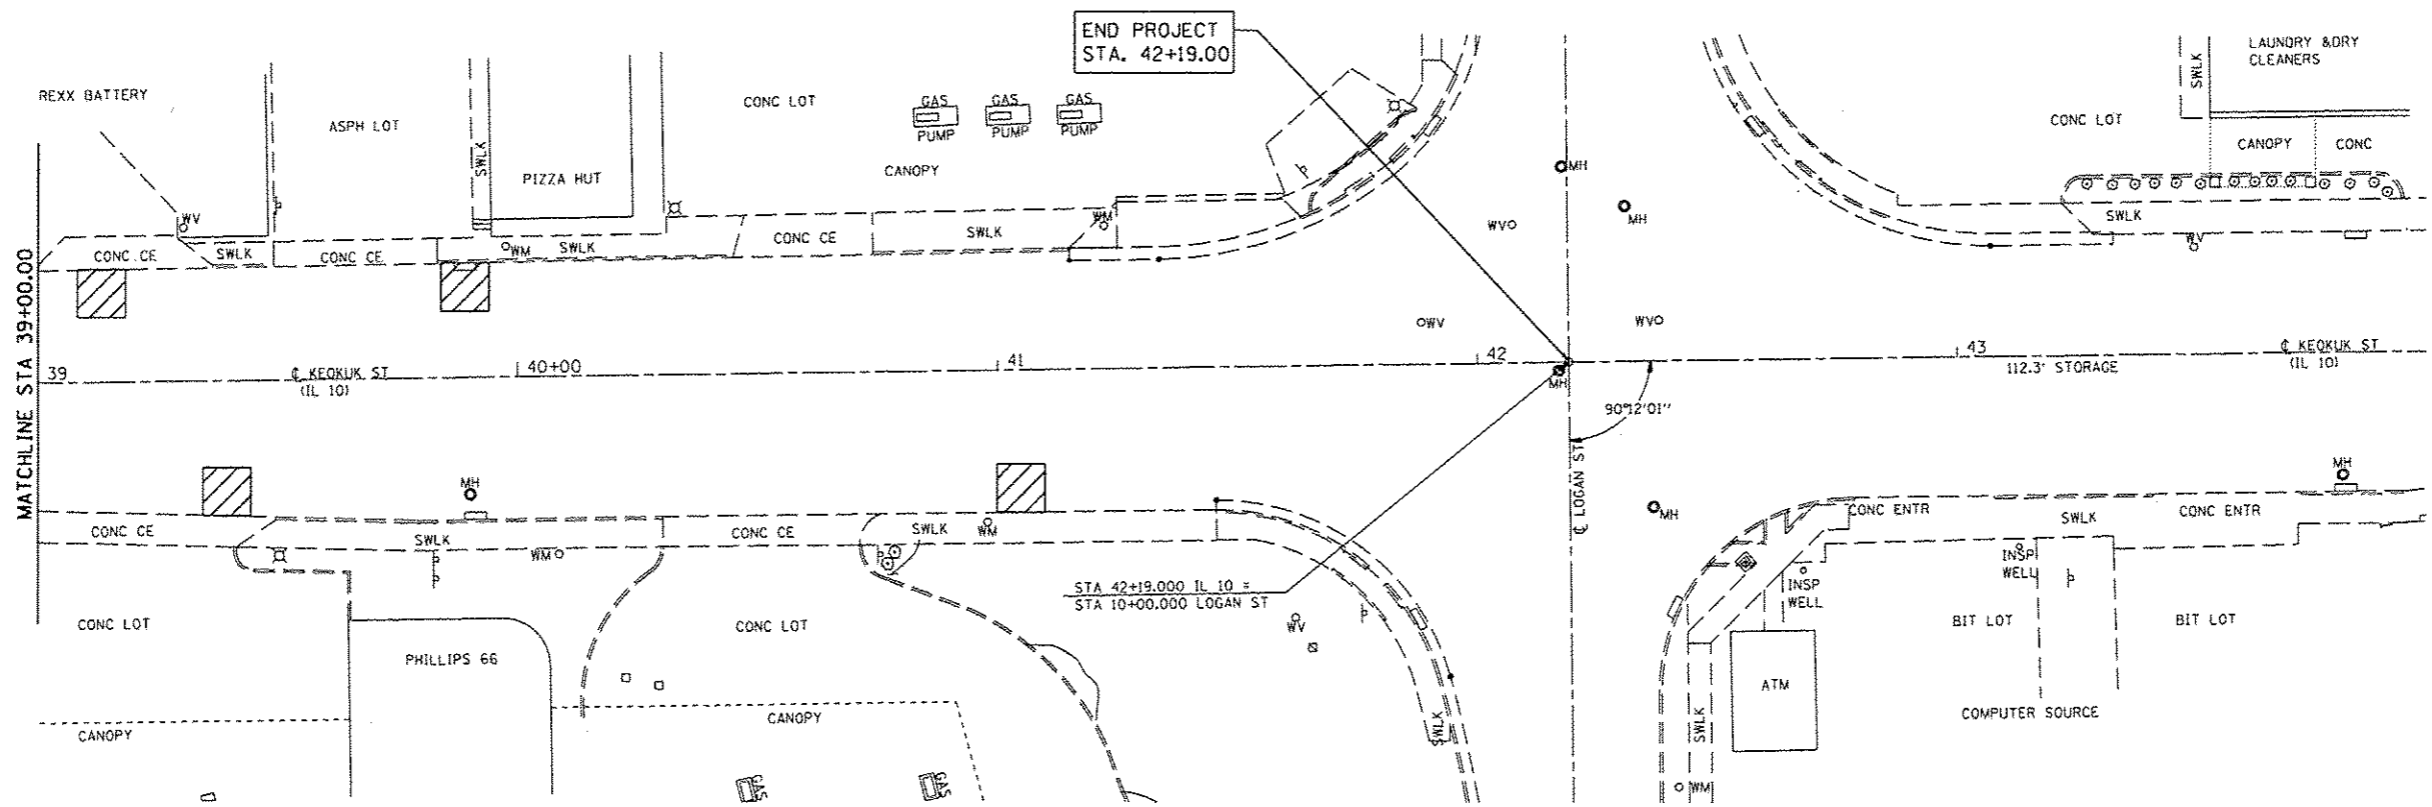 END PROJECT
STA. 42+19.00
LAUNDRY &DRY
CLEANERS
SWLK
REXX BATTERY
ASPH LOT
SWLK
PIZZA HUT
CONC LOT
GAS
PUMP
GAS
PUMP
GAS
PUMP
CANOPY
MH
MH
CONC LOT
CANOPY
CONC
WV
CONC CE
SWLK
CONC CE
WM
SWLK
CONC CE
SWLK
WM
WV
SWLK
WV
MATCHLINE STA 39+00.00
WV
WV
39
℄ KEOKUK ST
(IL 10)
40+00
41
42
MH
43
112.3' STORAGE
℄ KEOKUK ST
(IL 10)
90°12'01"
℄ LOGAN ST
MH
CONC CE
SWLK
WM
CONC CE
SWLK
WM
MH
CONC ENTR
SWLK
CONC ENTR
MH
STA 42+19.000 IL 10 =
STA 10+00.000 LOGAN ST
WV
INSP
WELL
INSP
WELL
CONC LOT
PHILLIPS 66
CONC LOT
BIT LOT
BIT LOT
CANOPY
CANOPY
SWLK
SWLK
ATM
COMPUTER SOURCE
GAS
GAS
WM